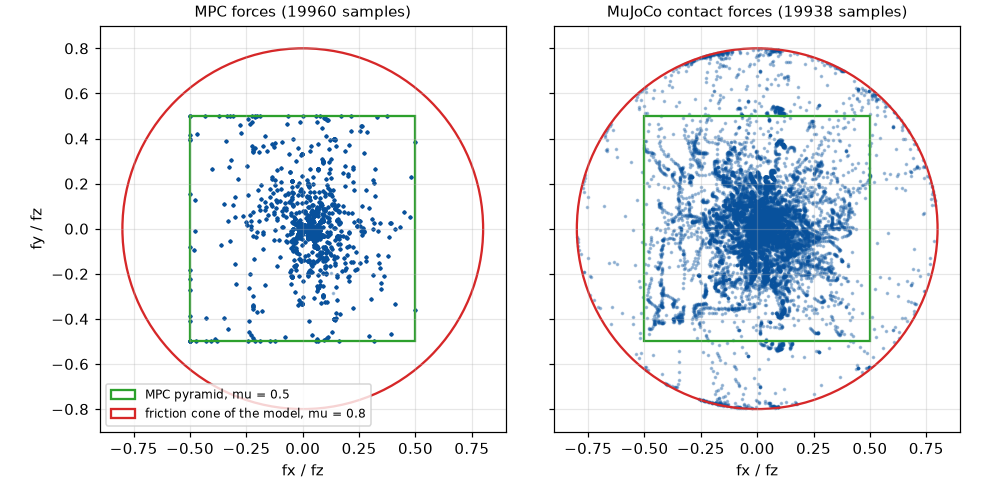 MPC forces (19960 samples)
MuJoCo contact forces (19938 samples)
fy / fz
0.8
0.6
0.4
0.2
0.0
−0.2
−0.4
−0.6
−0.8
MPC pyramid, mu = 0.5
friction cone of the model, mu = 0.8
−0.75 −0.50 −0.25 0.00 0.25 0.50 0.75
−0.75 −0.50 −0.25 0.00 0.25 0.50 0.75
fx / fz
fx / fz